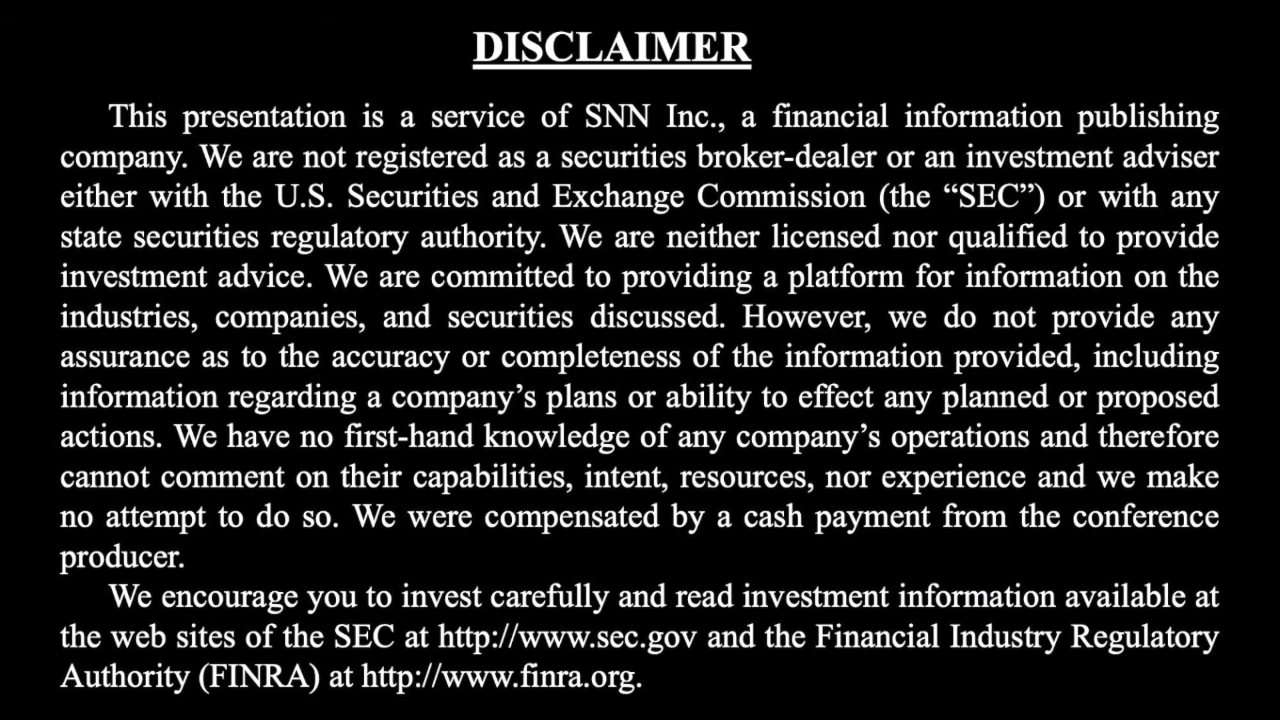 DISCLAIMER
This presentation is a service of SNN Inc., a financial information publishing
company. We are not registered as a securities broker-dealer or an investment adviser
either with the U.S. Securities and Exchange Commission (the “SEC”) or with any
state securities regulatory authority. We are neither licensed nor qualified to provide
investment advice. We are committed to providing a platform for information on the
industries, companies, and securities discussed. However, we do not provide any
assurance as to the accuracy or completeness of the information provided, including
information regarding a company’s plans or ability to effect any planned or proposed
actions. We have no first-hand knowledge of any company’s operations and therefore
cannot comment on their capabilities, intent, resources, nor experience and we make
no attempt to do so. We were compensated by a cash payment from the conference
producer.
We encourage you to invest carefully and read investment information available at
the web sites of the SEC at http://www.sec.gov and the Financial Industry Regulatory
Authority (FINRA) at http://www.finra.org.